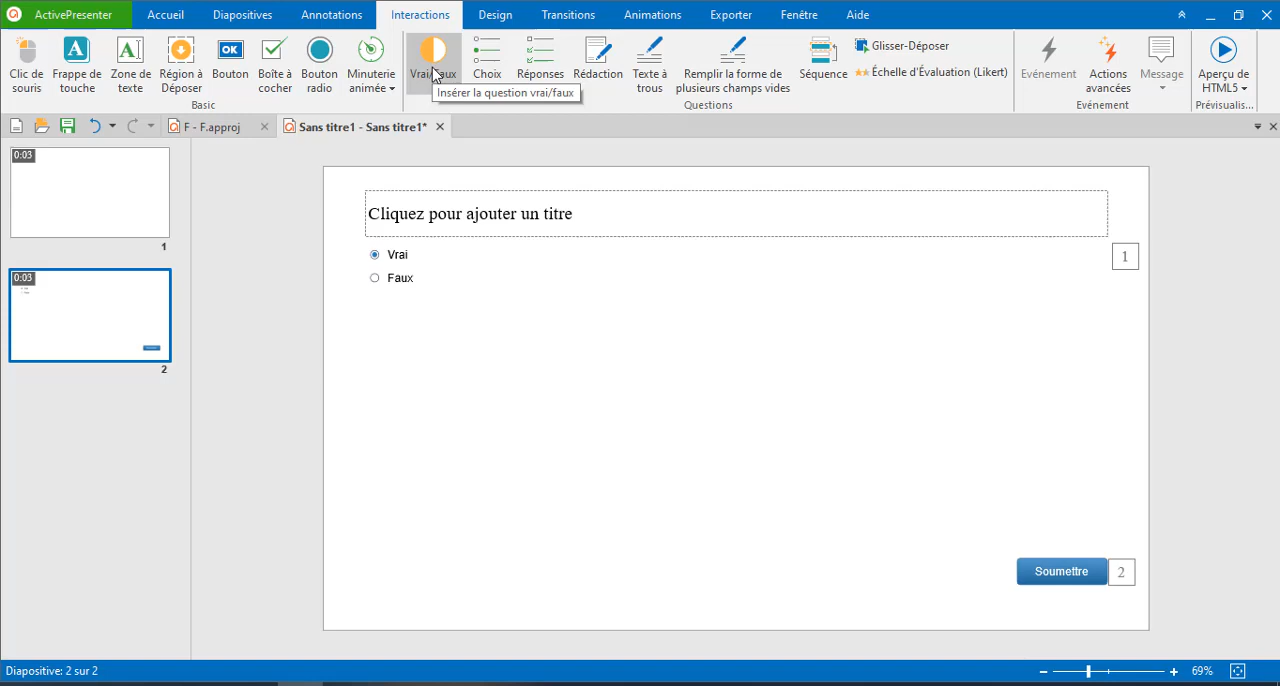 ActivePresenter
Accueil
Diapositives
Annotations
Interactions
Design
Transitions
Animations
Exporter
Fenêtre
Aide
Clic de souris
A
Frappe de touche
A
Zone de texte
Région à Déposer
OK
Bouton
Boîte à cocher
Bouton radio
Minuterie animée
Basic
Vrai/Faux
Choix
Réponses
Rédaction
Texte à trous
Remplir la forme de plusieurs champs vides
Séquence
Glisser-Déposer
Échelle d'Évaluation (Likert)
Questions
Evénement
Actions avancées
Message
Evénement
Aperçu de HTML5
Prévisualis...
Insérer la question vrai/faux
F - F.approj
Sans titre1 - Sans titre1*
0:03
1
0:03
2
Cliquez pour ajouter un titre
Vrai
1
Faux
Soumettre
2
Diapositive: 2 sur 2
69%